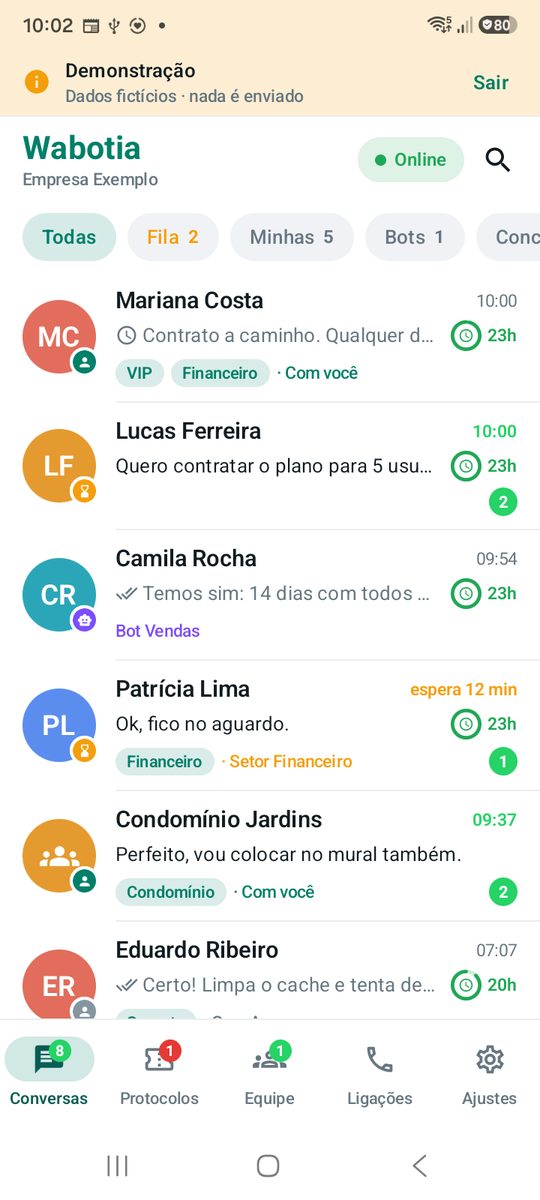 10:02
5
80
Demonstração
Dados fictícios · nada é enviado
Sair
Wabotia
Empresa Exemplo
Online
Todas
Fila 2
Minhas 5
Bots 1
Conc
MC
Mariana Costa
10:00
Contrato a caminho. Qualquer d...
23h
VIP
Financeiro
· Com você
LF
Lucas Ferreira
10:00
Quero contratar o plano para 5 usu...
23h
2
CR
Camila Rocha
09:54
Temos sim: 14 dias com todos ...
23h
Bot Vendas
PL
Patrícia Lima
espera 12 min
Ok, fico no aguardo.
23h
Financeiro
· Setor Financeiro
1
Condomínio Jardins
09:37
Perfeito, vou colocar no mural também.
Condomínio
· Com você
2
ER
Eduardo Ribeiro
07:07
Certo! Limpa o cache e tenta de...
20h
8
Conversas
1
Protocolos
1
Equipe
Ligações
Ajustes